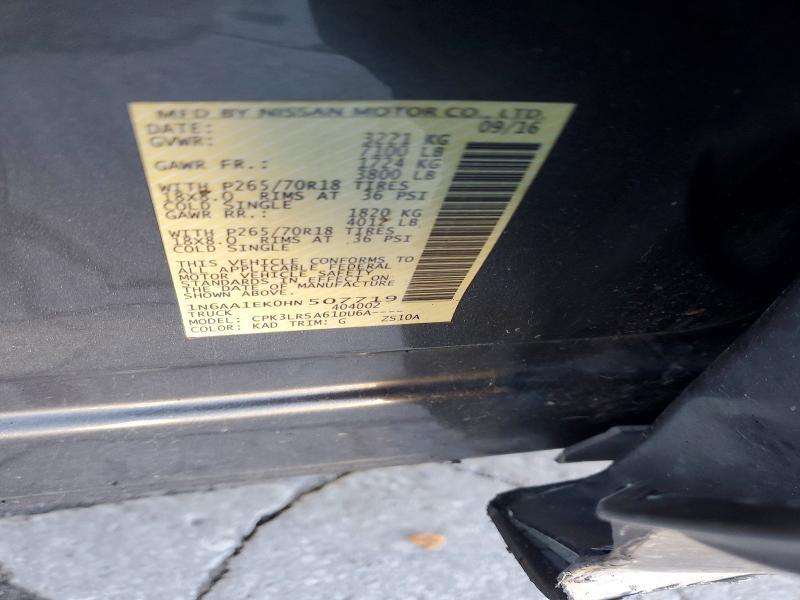 MFD BY NISSAN MOTOR CO., LTD.
DATE: 09/16
GVWR: 3221 KG
7100 LB
GAWR FR.: 1724 KG
3800 LB
WITH P265/70R18 TIRES
18X8.0 RIMS AT 36 PSI
COLD SINGLE
GAWR RR.: 1820 KG
4012 LB
WITH P265/70R18 TIRES
18X8.0 RIMS AT 36 PSI
COLD SINGLE
THIS VEHICLE CONFORMS TO
ALL APPLICABLE FEDERAL
MOTOR VEHICLE SAFETY
STANDARDS IN EFFECT ON
THE DATE OF MANUFACTURE
SHOWN ABOVE.
1N6AA1EK0HN507719
TRUCK 404002
MODEL: CPK3LRSA61DU6A----
COLOR: KAD TRIM: G ZS10A